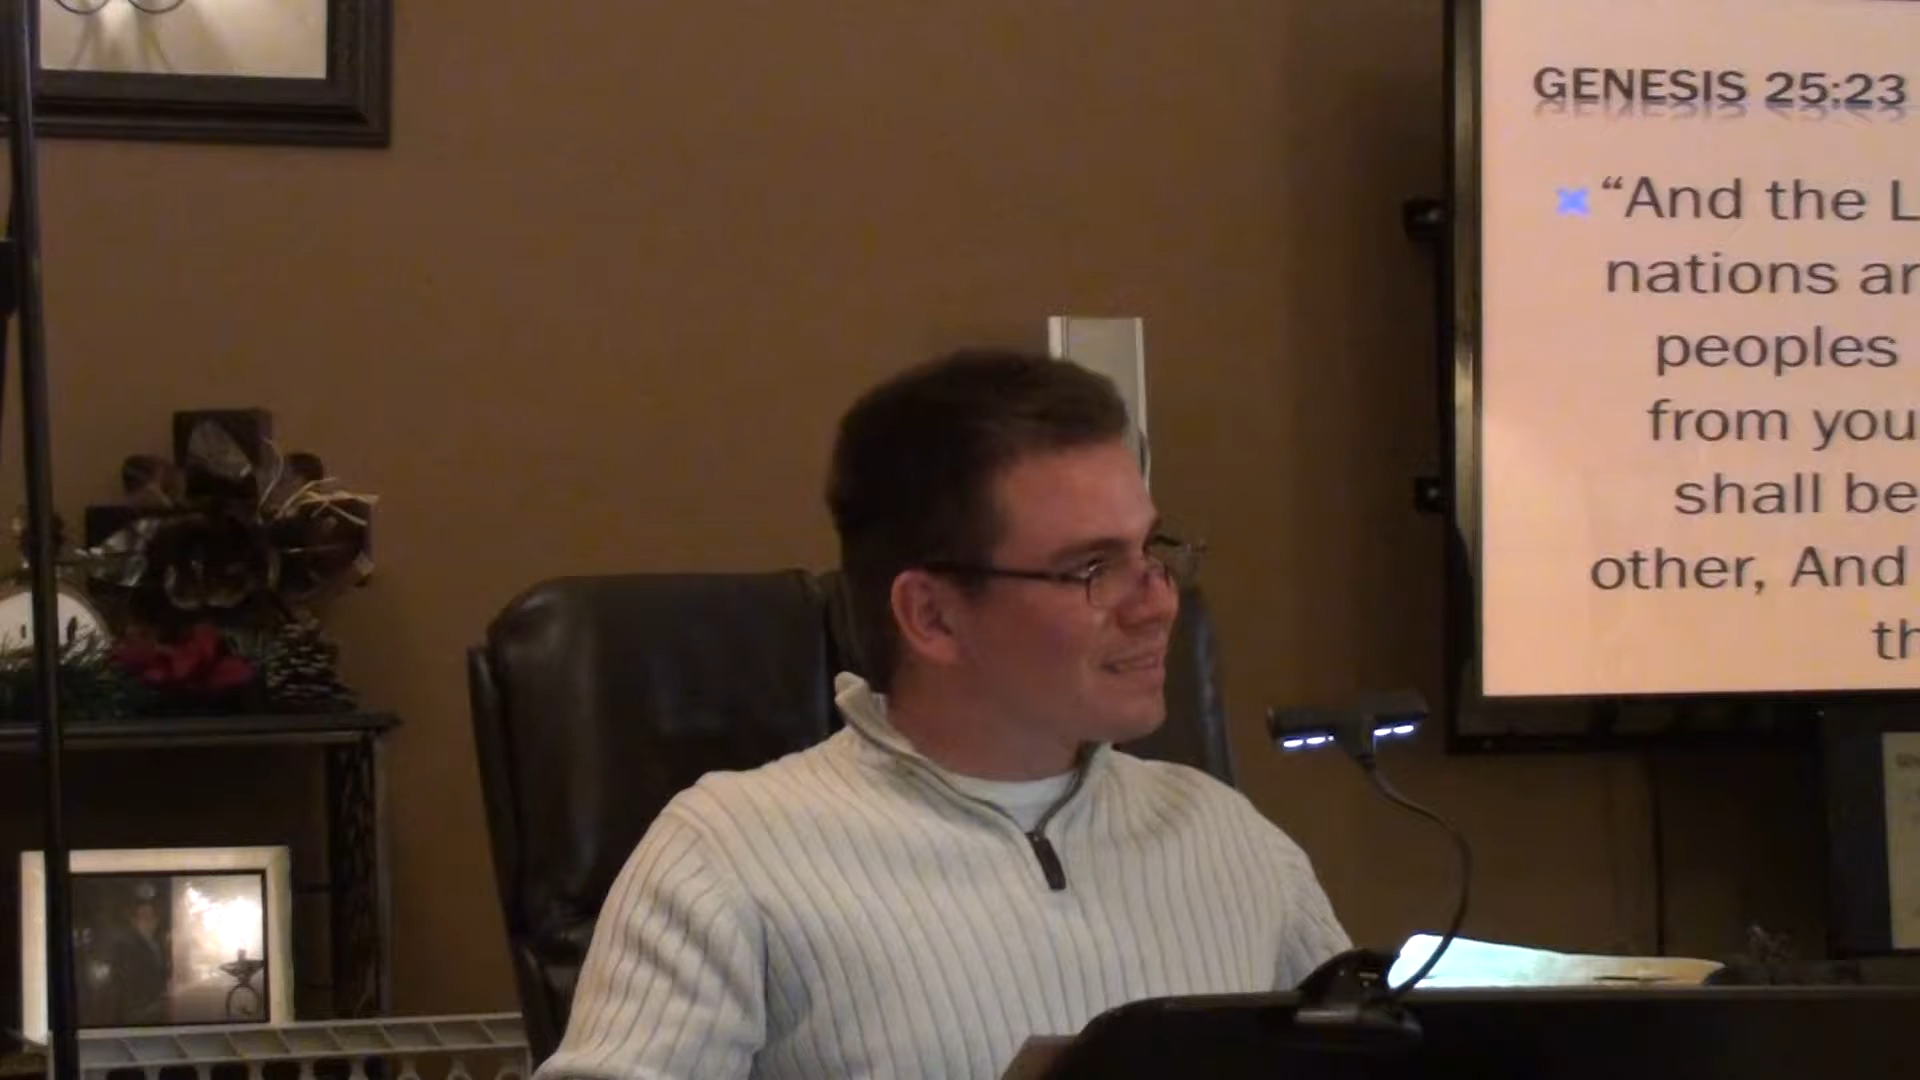 GENESIS 25:23
“And the L
nations ar
peoples
from you
shall be
other, And
th